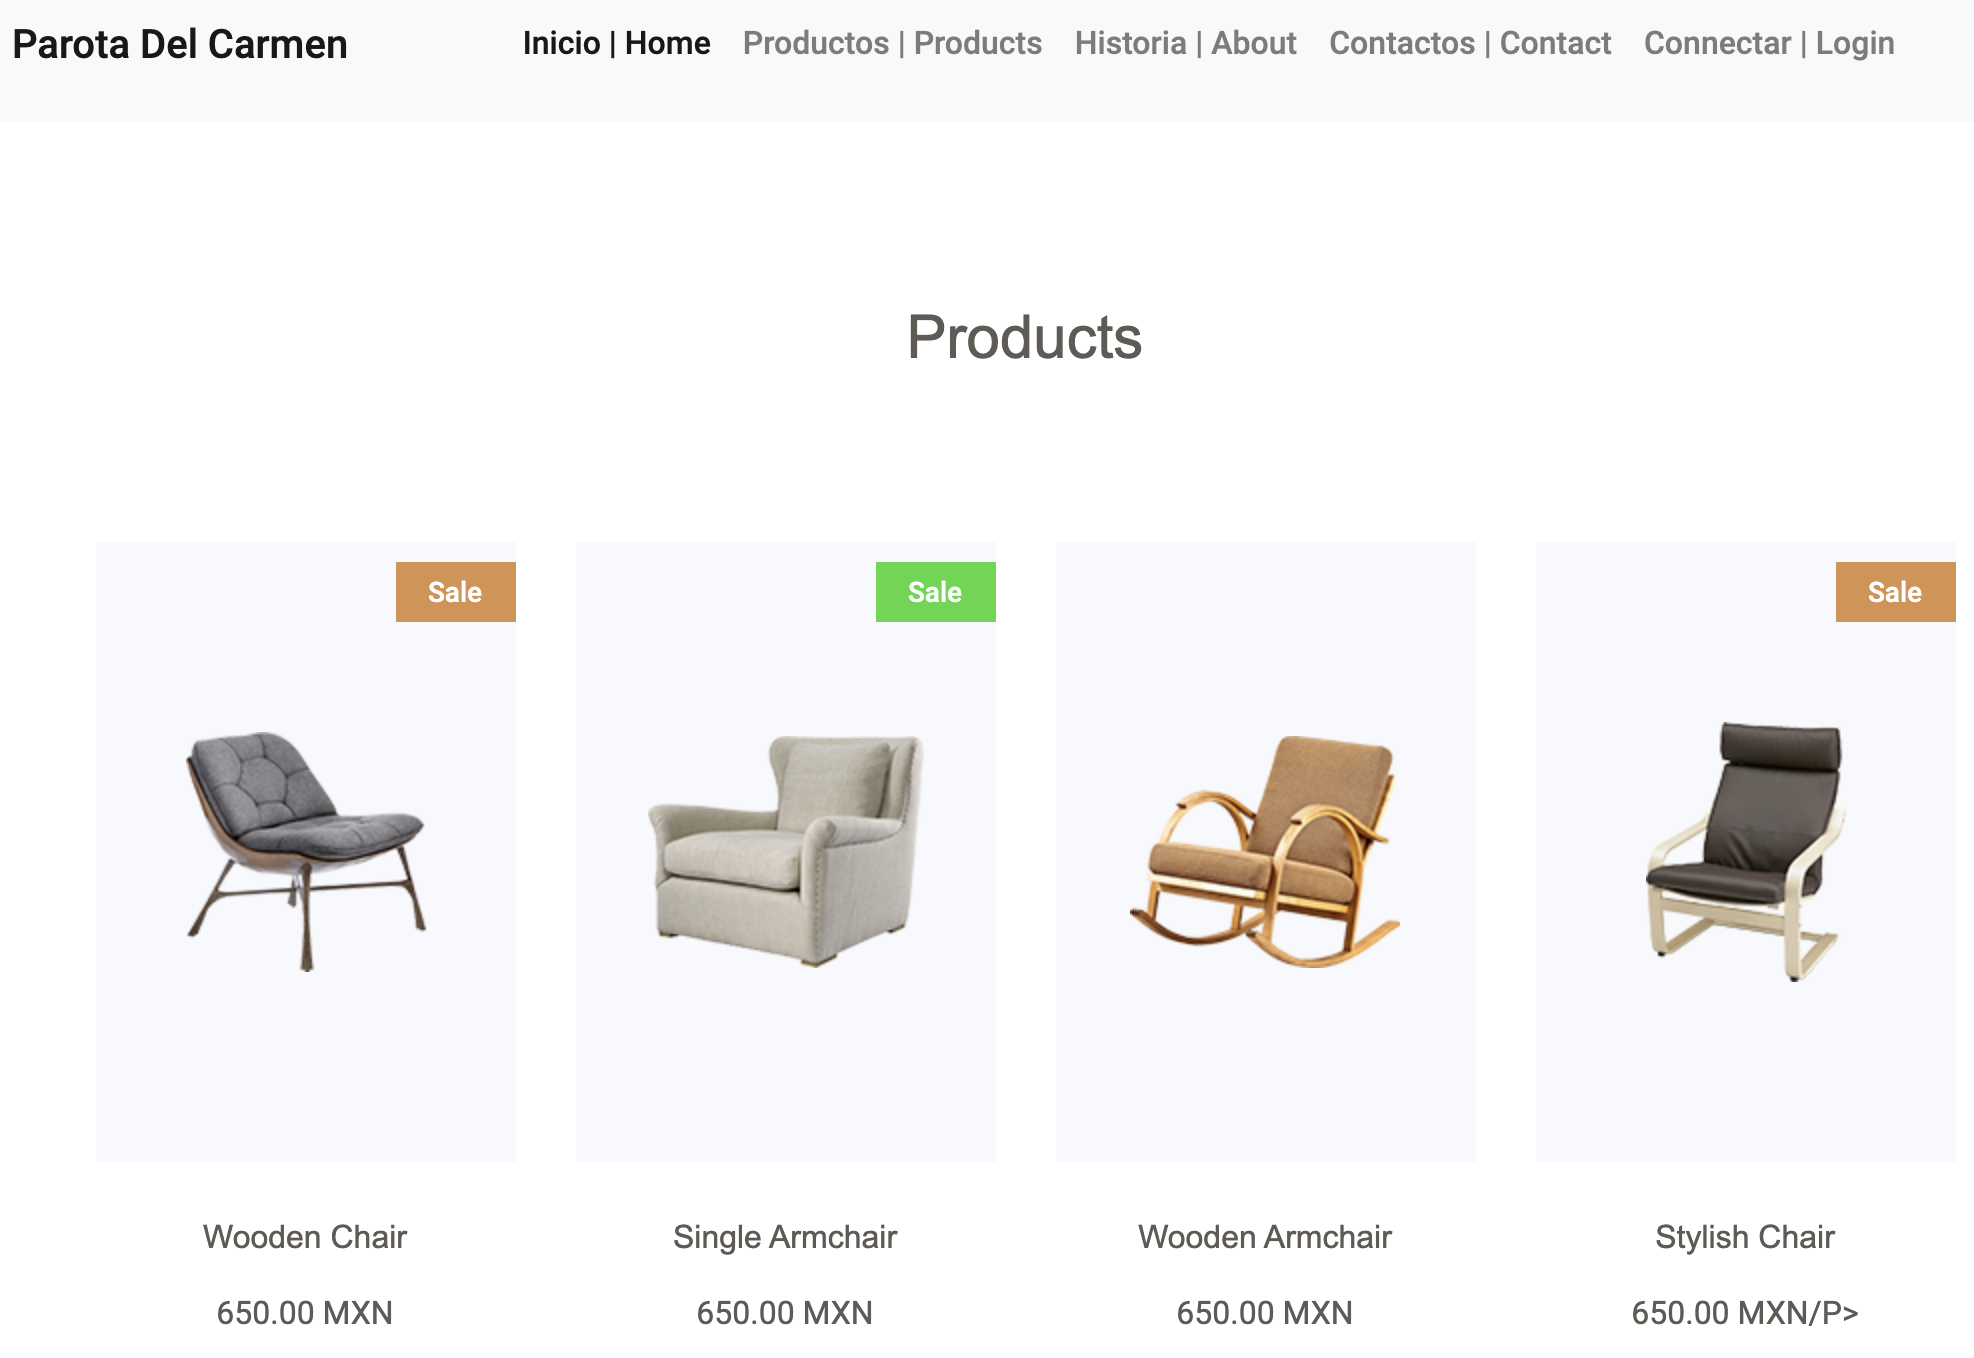 Parota Del Carmen
Inicio | Home Productos | Products Historia | About Contactos | Contact Connectar | Login
Products
Sale
Sale
Sale
Wooden Chair
Single Armchair
Wooden Armchair
Stylish Chair
650.00 MXN
650.00 MXN
650.00 MXN
650.00 MXN/P>